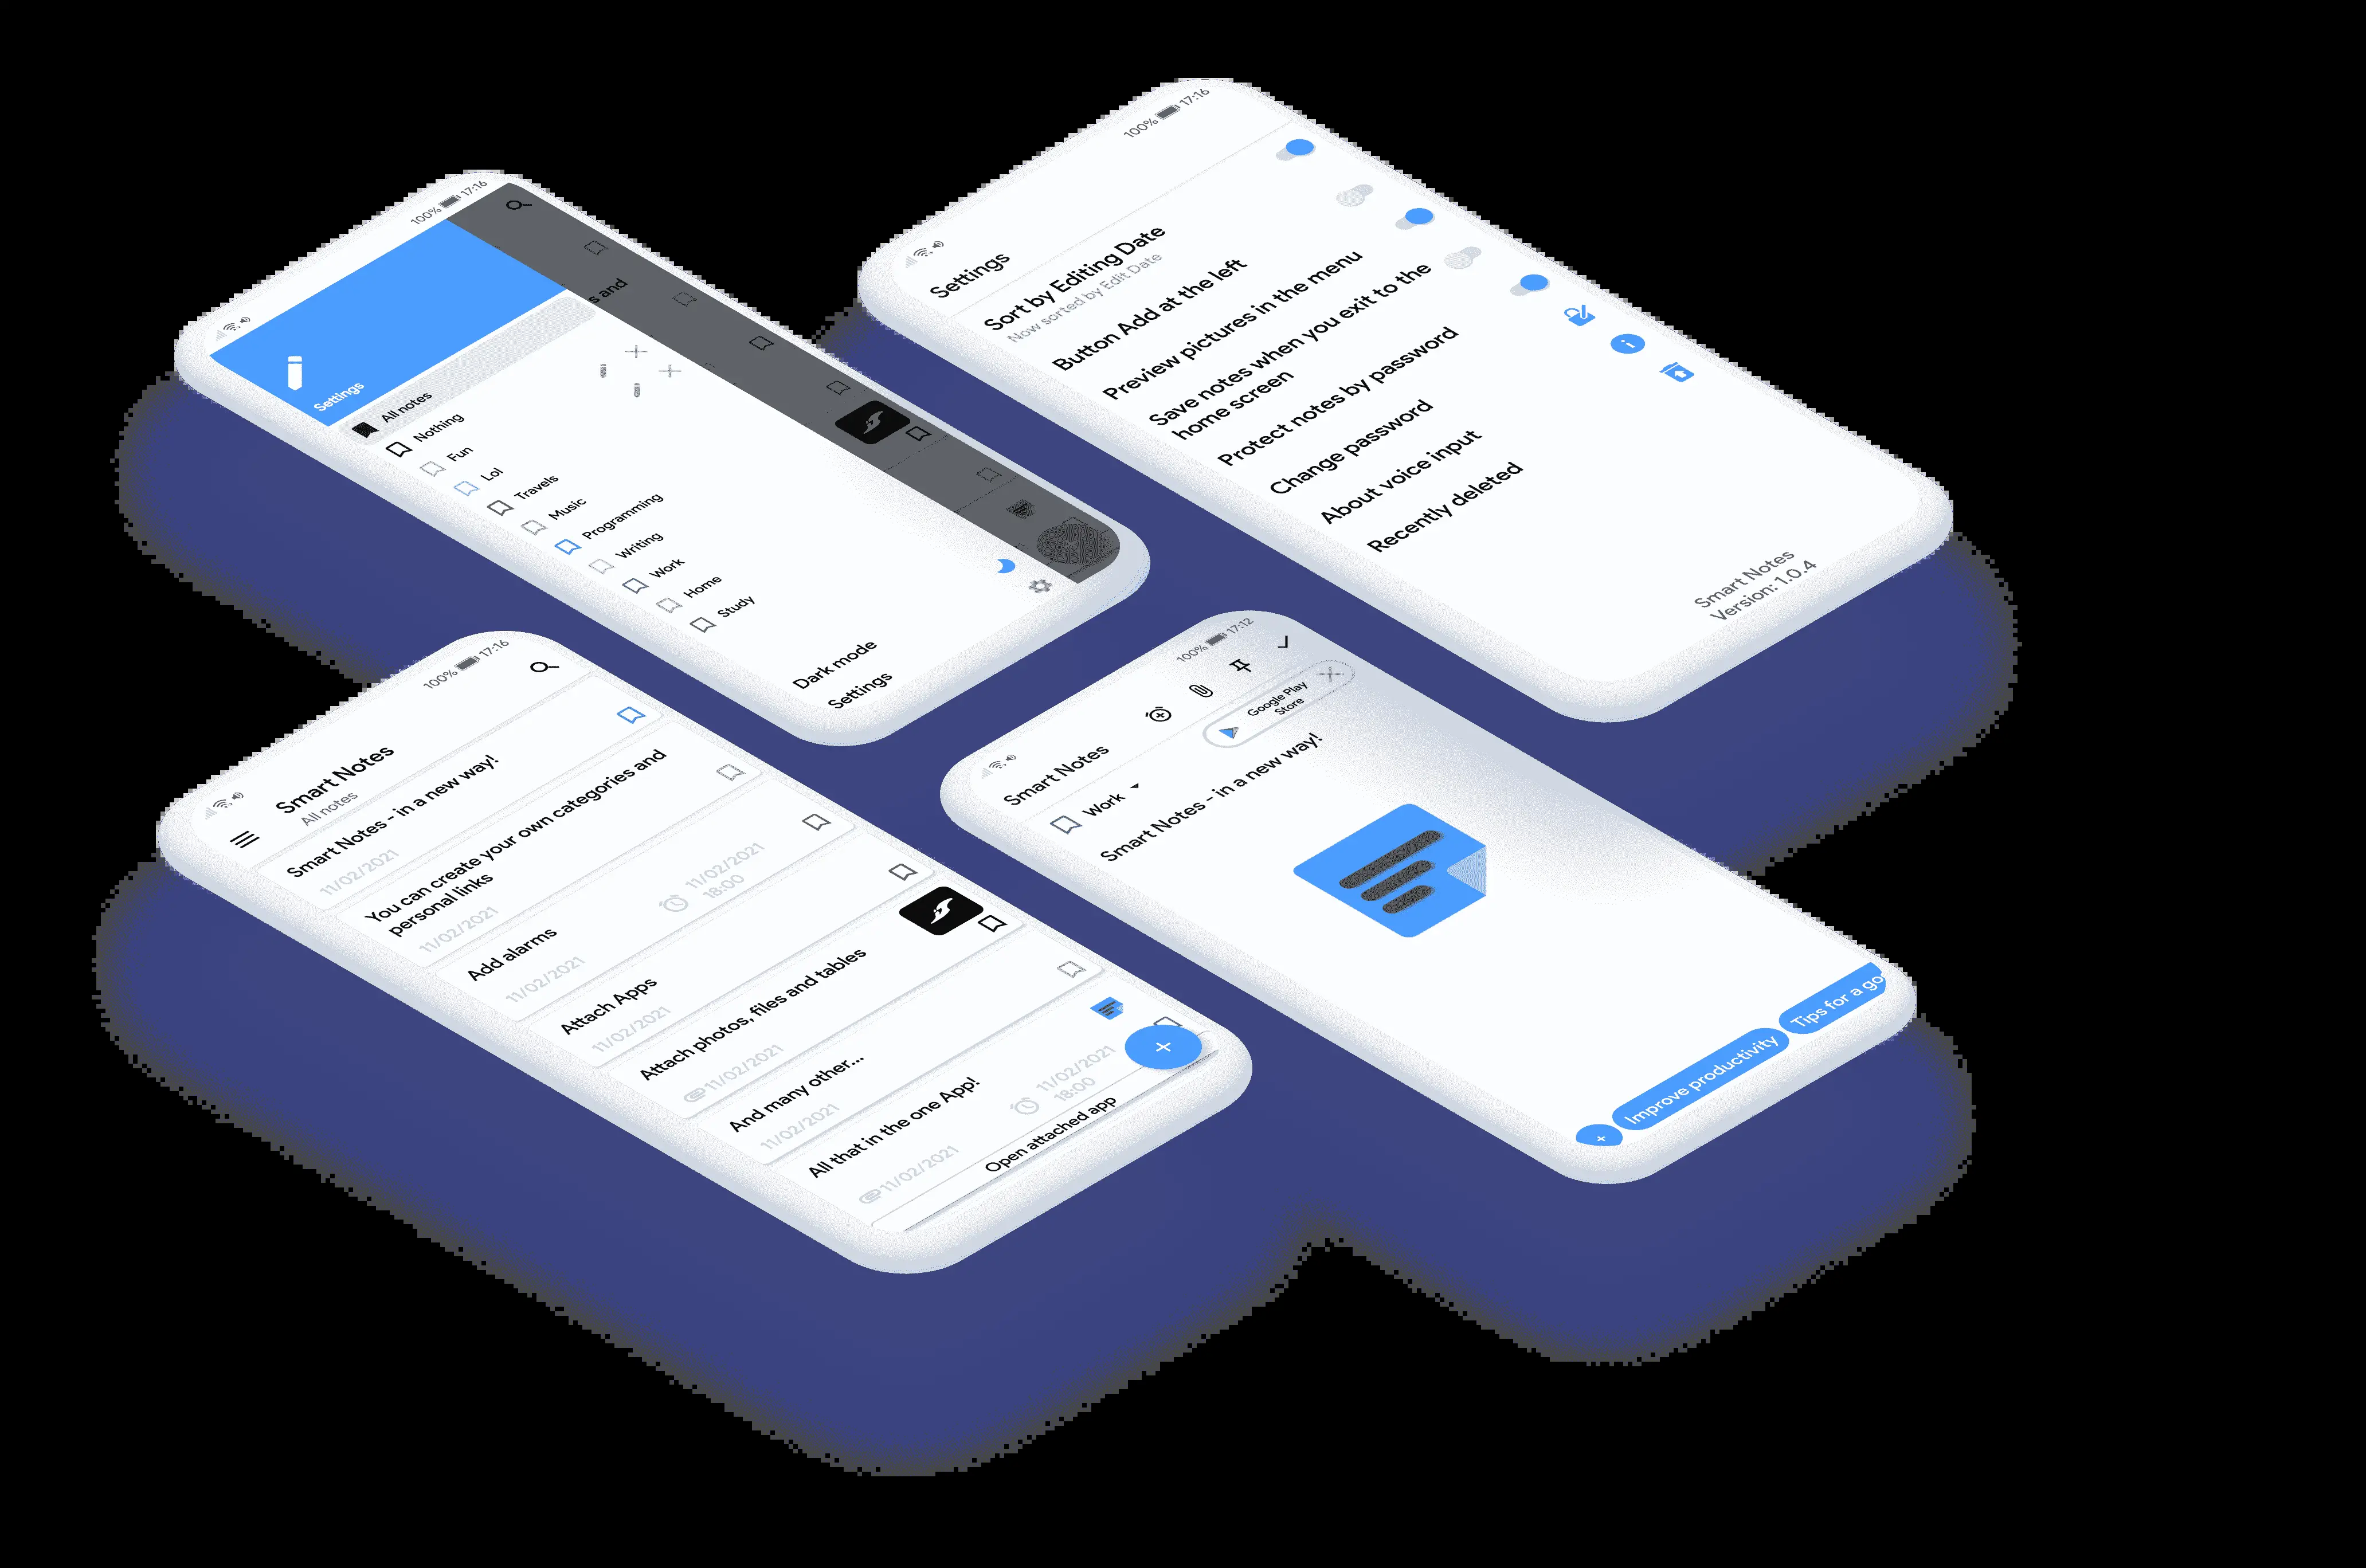 100% 17:16
Settings
All notes
Nothing
Fun
Lol
Travels
Music
Programming
Writing
Work
Home
Study
Dark mode
Settings
s and
100% 17:16
Settings
Sort by Editing Date
Now sorted by Edit Date
Button Add at the left
Preview pictures in the menu
Save notes when you exit to the
home screen
Protect notes by password
Change password
About voice input
Recently deleted
Smart Notes
Version: 1.0.4
100% 17:16
Smart Notes
All notes
Smart Notes - in a new way!
11/02/2021
You can create your own categories and
personal links
11/02/2021
Add alarms
11/02/2021
11/02/2021
18:00
Attach Apps
11/02/2021
Attach photos, files and tables
11/02/2021
And many other...
11/02/2021
All that in the one App!
11/02/2021
11/02/2021
18:00
Open attached app
100% 17:12
Smart Notes
Work
Google Play
Store
Smart Notes - in a new way!
Improve productivity
Tips for a go